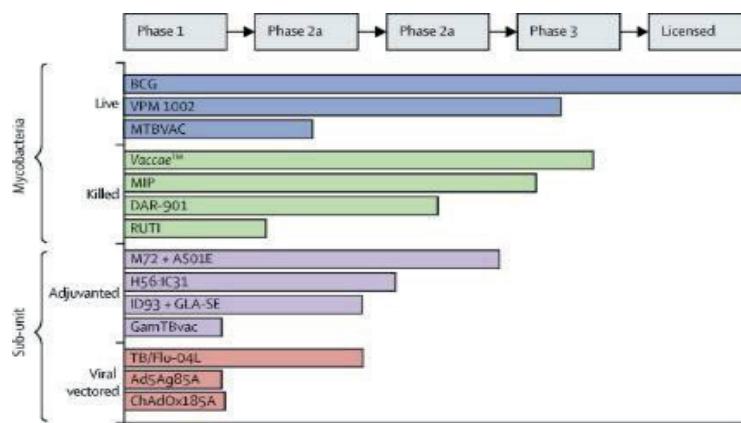 Phase 1
Phase 2a
Phase 2a
Phase 3
Licensed
Mycobacteria
Live
BCG
VPM 1002
MTBVAC
Killed
Vaccae™
MIP
DAR-901
RUTI
Sub-unit
Adjuvanted
M72 + AS01E
H56:IC31
ID93 + GLA-SE
GamTBvac
Viral
vectored
TB/Flu-04L
Ad5Ag85A
ChAdOx185A